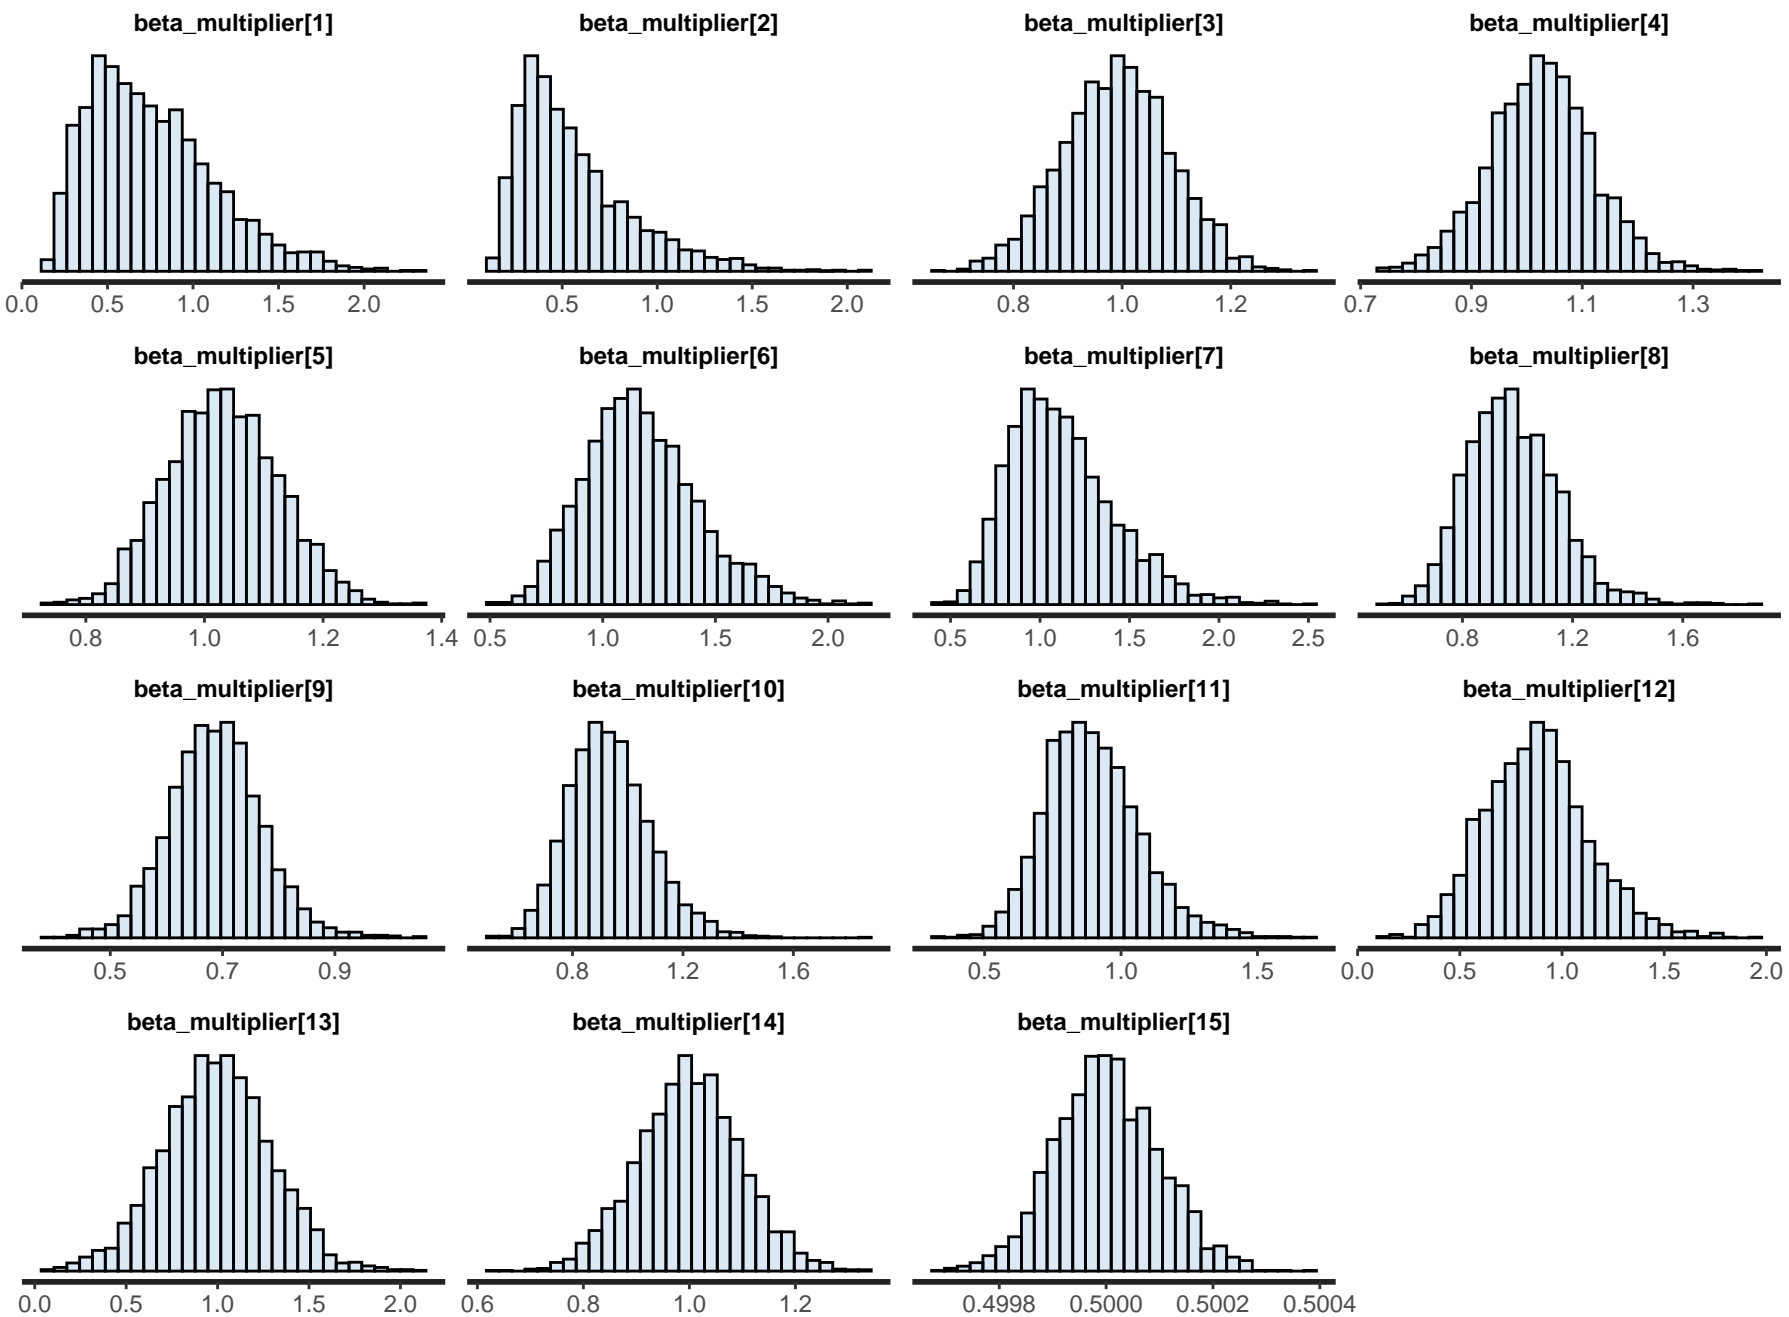 beta_multiplier[1] beta_multiplier[2] beta_multiplier[3] beta_multiplier[4]
0.0 0.5 1.0 1.5 2.0 0.5 1.0 1.5 2.0 0.8 1.0 1.2 0.7 0.9 1.1 1.3
beta_multiplier[5] beta_multiplier[6] beta_multiplier[7] beta_multiplier[8]
0.8 1.0 1.2 1.4 0.5 1.0 1.5 2.0 0.5 1.0 1.5 2.0 2.5 0.8 1.2 1.6
beta_multiplier[9] beta_multiplier[10] beta_multiplier[11] beta_multiplier[12]
0.5 0.7 0.9 0.8 1.2 1.6 0.5 1.0 1.5 0.0 0.5 1.0 1.5 2.0
beta_multiplier[13] beta_multiplier[14] beta_multiplier[15]
0.0 0.5 1.0 1.5 2.0 0.6 0.8 1.0 1.2 0.4998 0.5000 0.5002 0.5004